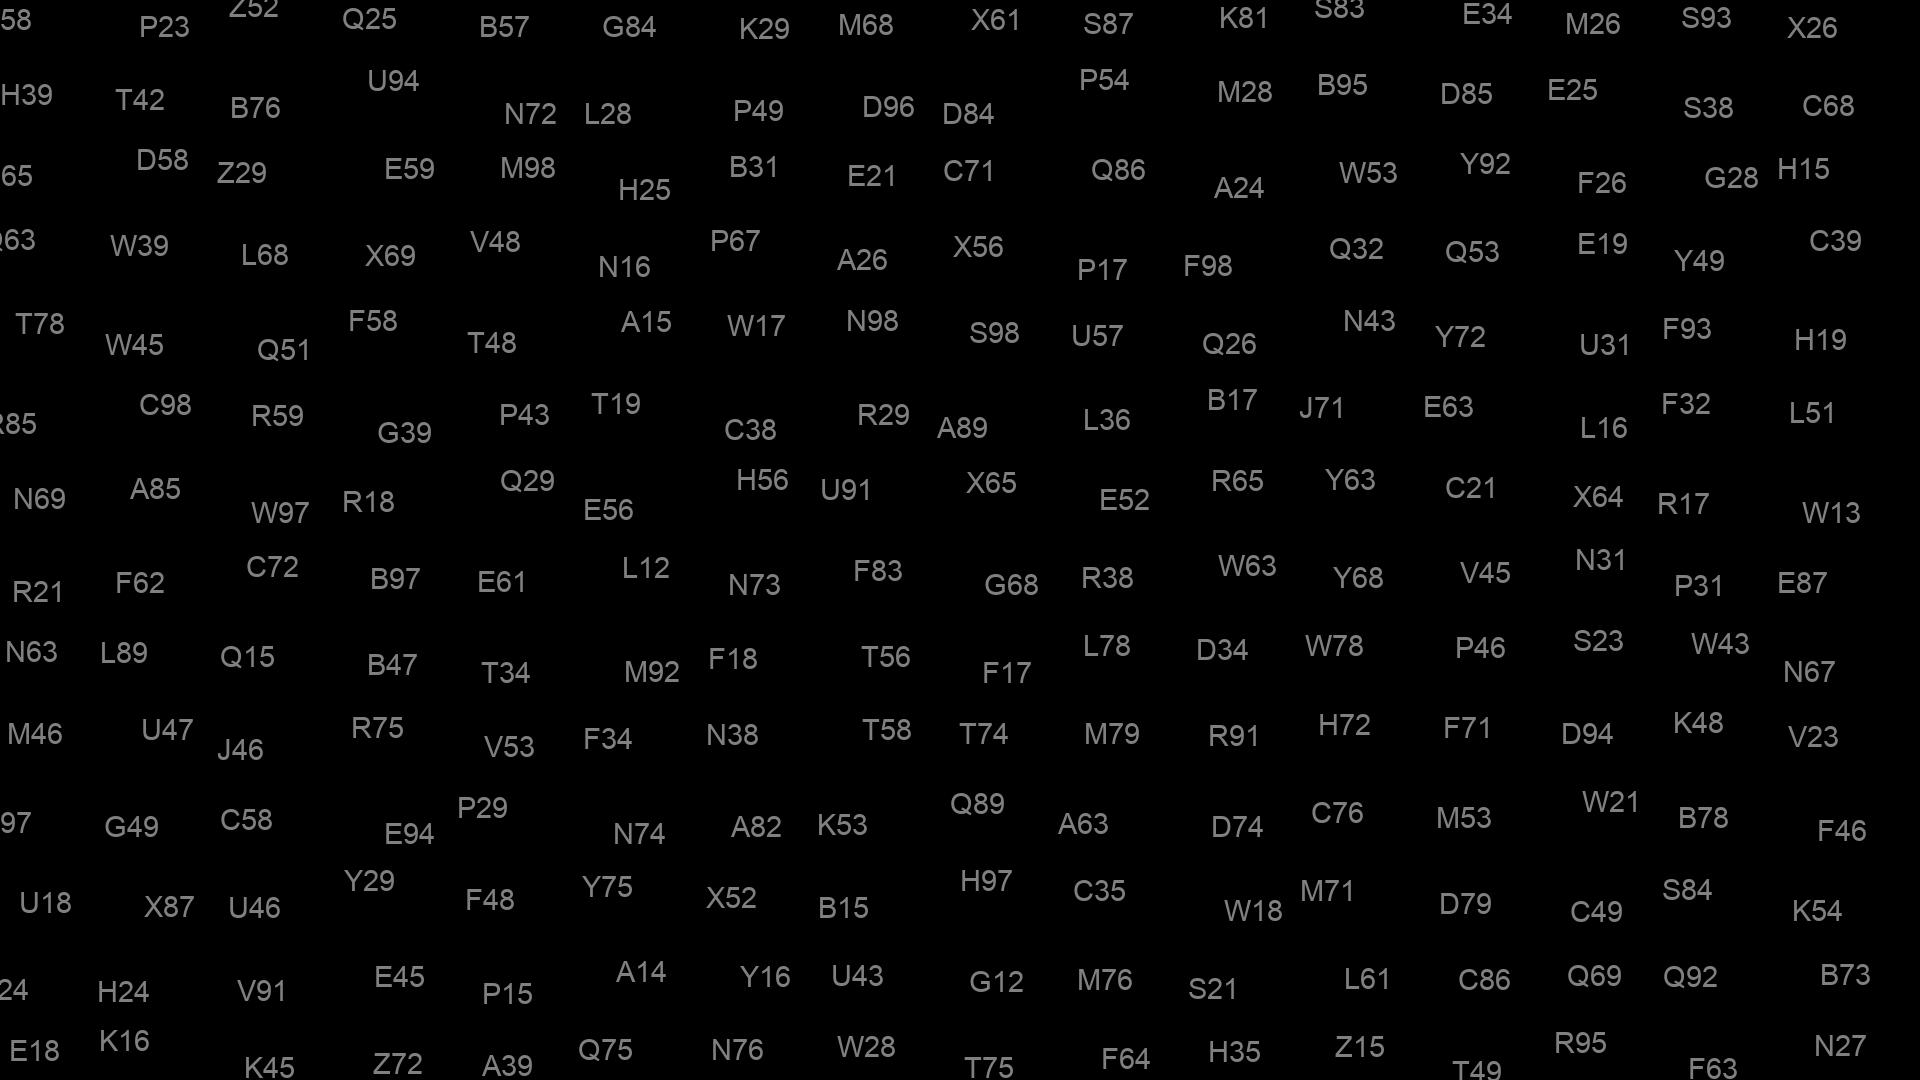 58 P23 Z52 Q25 B57 G84 K29 M68 X61 S87 K81 S83 E34 M26 S93 X26
H39 T42 B76 U94 N72 L28 P49 D96 D84 P54 M28 B95 D85 E25 S38 C68
65 D58 Z29 E59 M98 H25 B31 E21 C71 Q86 A24 W53 Y92 F26 G28 H15
Q63 W39 L68 X69 V48 N16 P67 A26 X56 P17 F98 Q32 Q53 E19 Y49 C39
T78 W45 Q51 F58 T48 A15 W17 N98 S98 U57 Q26 N43 Y72 U31 F93 H19
R85 C98 R59 G39 P43 T19 C38 R29 A89 L36 B17 J71 E63 L16 F32 L51
N69 A85 W97 R18 Q29 E56 H56 U91 X65 E52 R65 Y63 C21 X64 R17 W13
R21 F62 C72 B97 E61 L12 N73 F83 G68 R38 W63 Y68 V45 N31 P31 E87
N63 L89 Q15 B47 T34 M92 F18 T56 F17 L78 D34 W78 P46 S23 W43 N67
M46 U47 J46 R75 V53 F34 N38 T58 T74 M79 R91 H72 F71 D94 K48 V23
97 G49 C58 E94 P29 N74 A82 K53 Q89 A63 D74 C76 M53 W21 B78 F46
U18 X87 U46 Y29 F48 Y75 X52 B15 H97 C35 W18 M71 D79 C49 S84 K54
24 H24 V91 E45 P15 A14 Y16 U43 G12 M76 S21 L61 C86 Q69 Q92 B73
E18 K16 K45 Z72 A39 Q75 N76 W28 T75 F64 H35 Z15 T49 R95 F63 N27